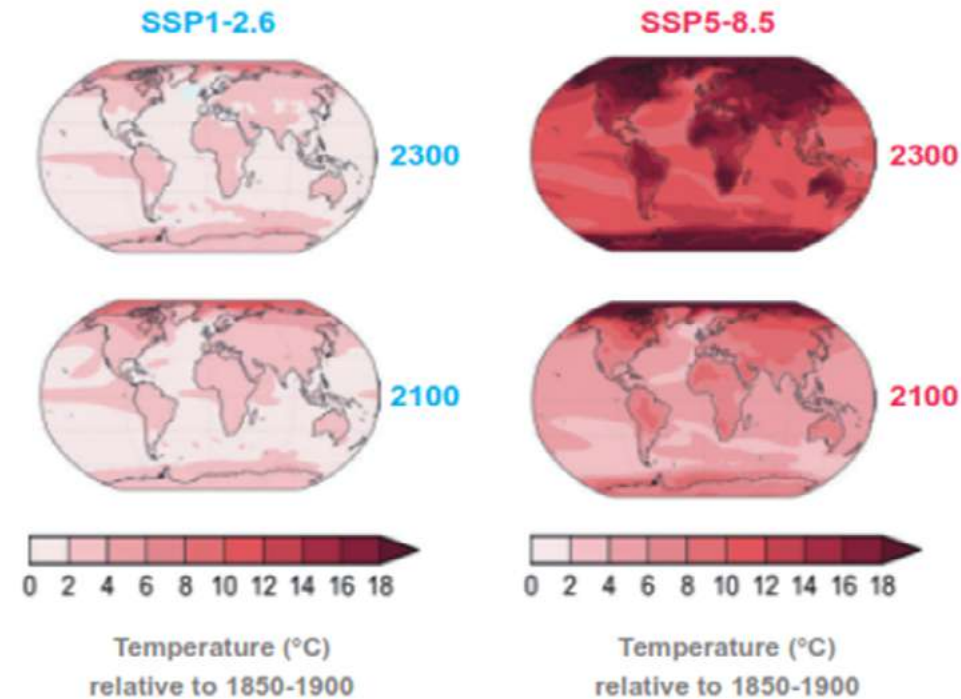 SSP1-2.6
SSP5-8.5
2300
2300
2100
2100
0 2 4 6 8 10 12 14 16 18
0 2 4 6 8 10 12 14 16 18
Temperature (°C)
relative to 1850-1900
Temperature (°C)
relative to 1850-1900